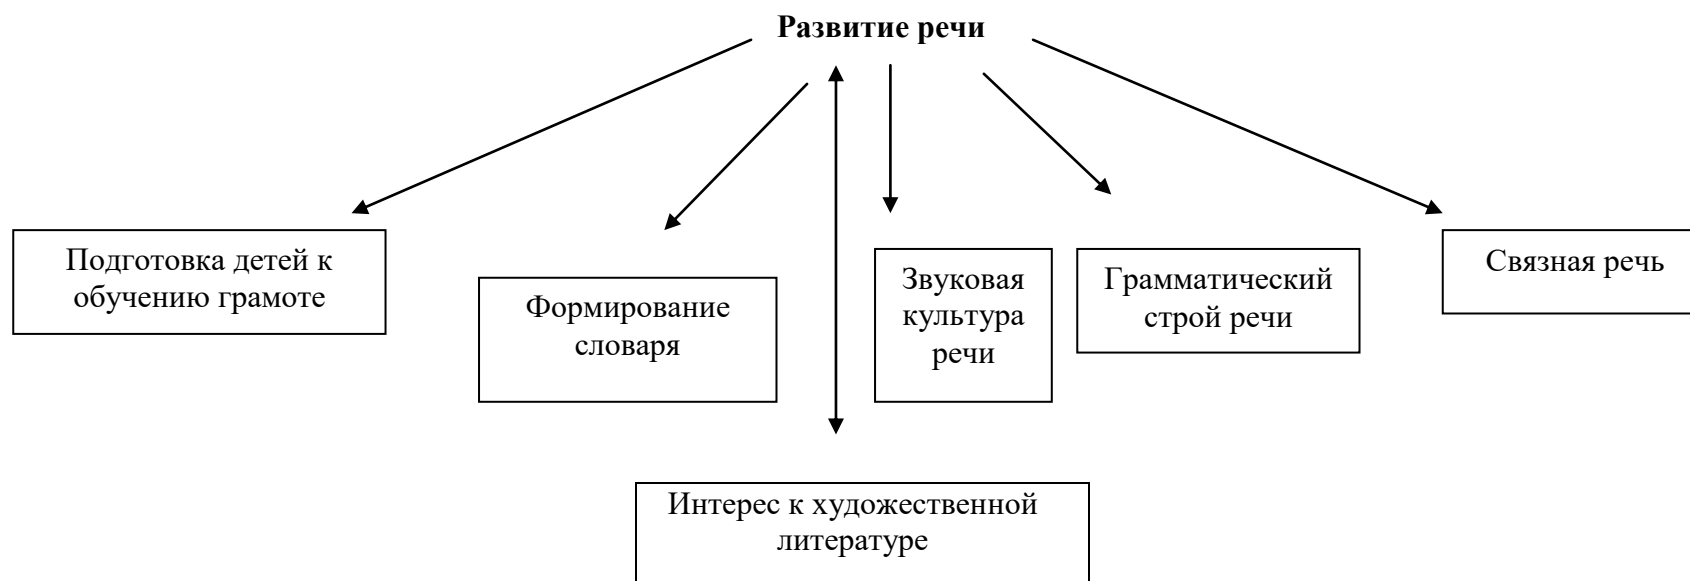 Развитие речи
Подготовка детей к
обучению грамоте
Формирование
словаря
Звуковая
культура
речи
Грамматический
строй речи
Связная речь
Интерес к художественной
литературе